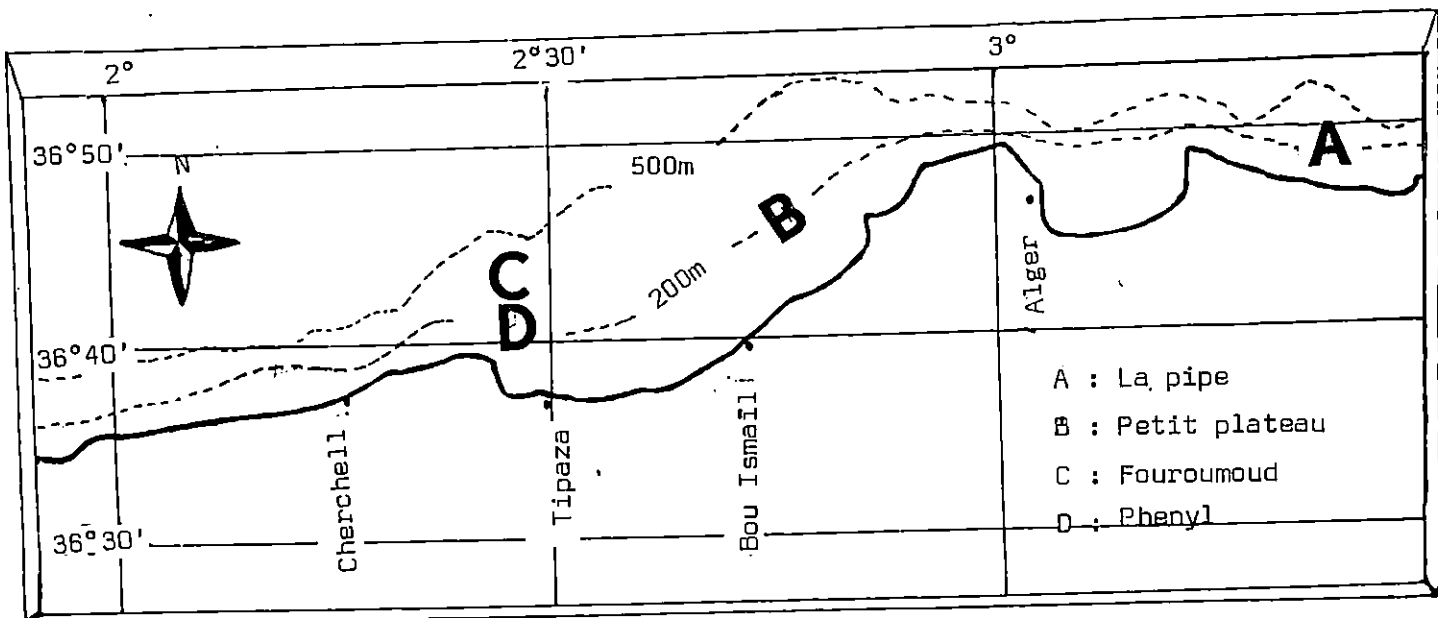 2°
2°30'
3°
36°50'
N
500m
A
B
C
200m
D
Alger
36°40'
A : La pipe
B : Petit plateau
C : Fouroumoud
D : Phenyl
Cherchell
Tipaza
Bou Ismaïl
36°30'